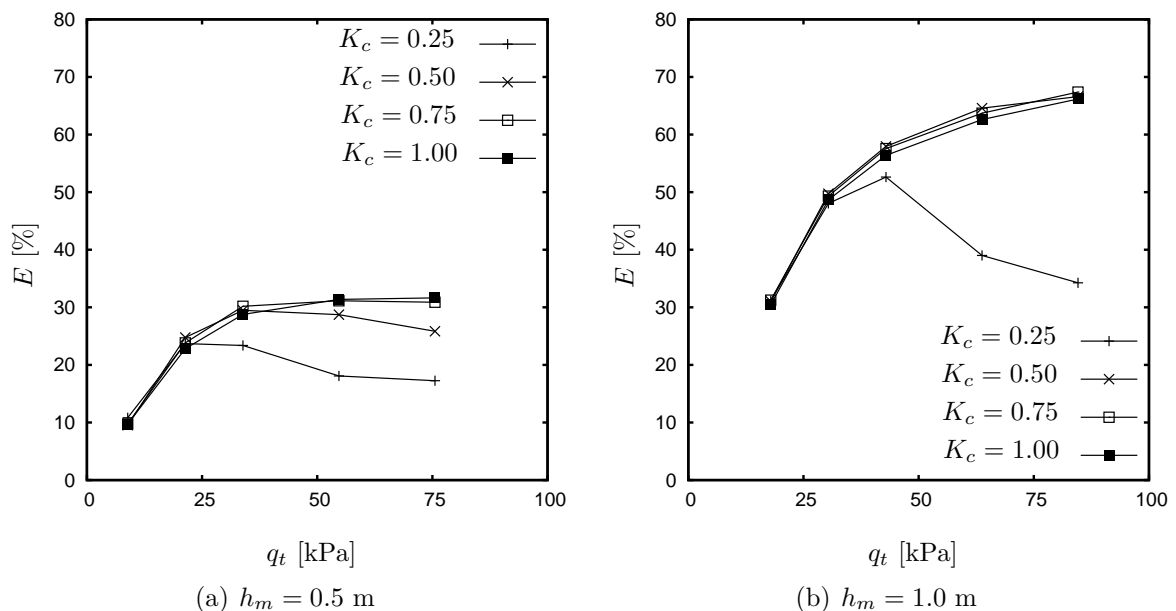 80
70
60
50
40
30
20
10
0
E [%]
K_c = 0.25
K_c = 0.50
K_c = 0.75
K_c = 1.00
0 25 50 75 100
q_t [kPa]
(a) h_m = 0.5 m
80
70
60
50
40
30
20
10
0
E [%]
K_c = 0.25
K_c = 0.50
K_c = 0.75
K_c = 1.00
0 25 50 75 100
q_t [kPa]
(b) h_m = 1.0 m